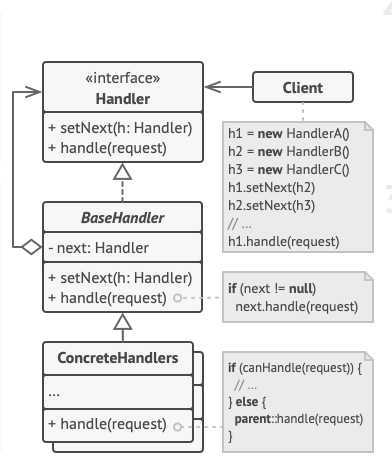 «interface»
Handler
+ setNext(h: Handler)
+ handle(request)
Client
h1 = new HandlerA()
h2 = new HandlerB()
h3 = new HandlerC()
h1.setNext(h2)
h2.setNext(h3)
// ...
h1.handle(request)
BaseHandler
- next: Handler
+ setNext(h: Handler)
+ handle(request)
if (next != null)
next.handle(request)
ConcreteHandlers
...
+ handle(request)
if (canHandle(request)) {
// ...
} else {
parent::handle(request)
}